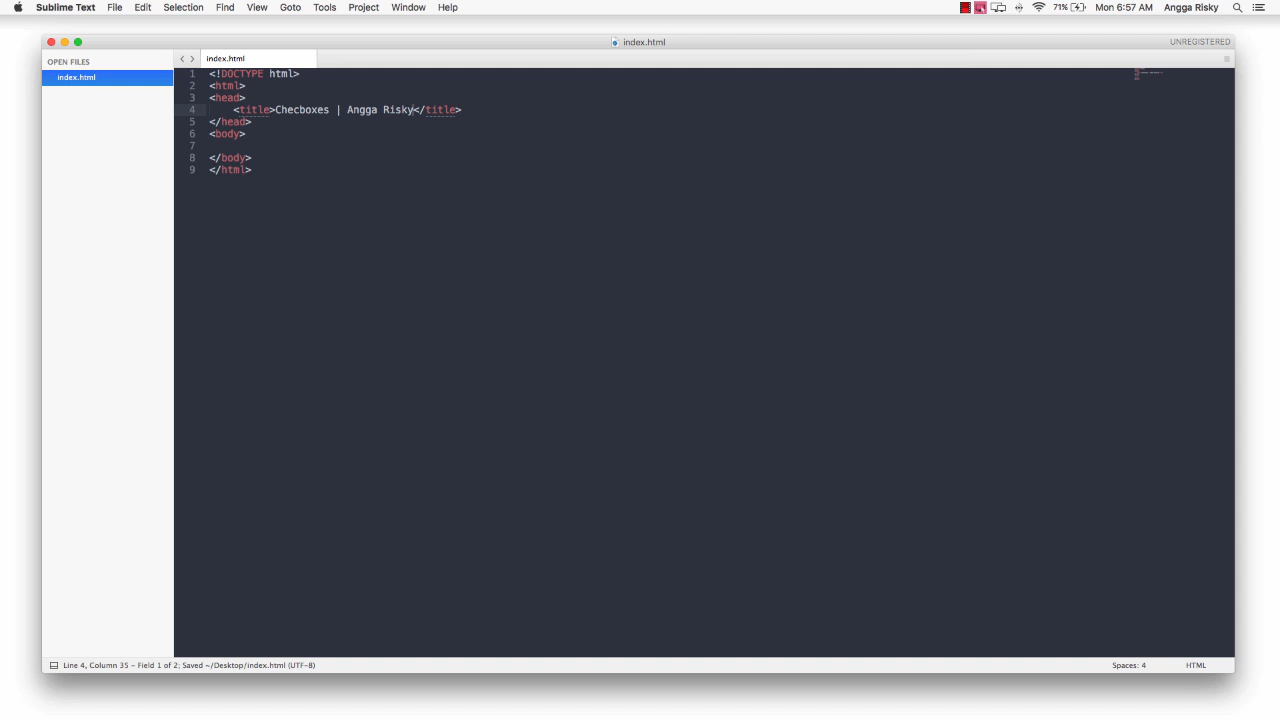 Sublime Text File Edit Selection Find View Goto Tools Project Window Help 71% Mon 6:57 AM Angga Risky
index.html UNREGISTERED
OPEN FILES
index.html
index.html
1 <!DOCTYPE html>
2 <html>
3 <head>
4 <title>Checboxes | Angga Risky</title>
5 </head>
6 <body>
7
8 </body>
9 </html>
Line 4, Column 35 – Field 1 of 2; Saved ~/Desktop/index.html (UTF-8) Spaces: 4 HTML